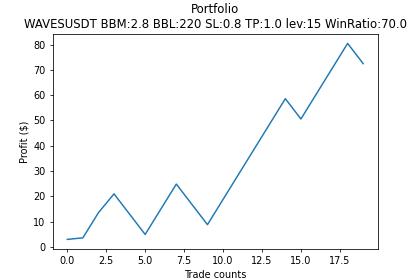 Portfolio
WAVESUSDT BBM:2.8 BBL:220 SL:0.8 TP:1.0 lev:15 WinRatio:70.0
80
70
60
50
40
30
20
10
0
Profit ($)
0.0 2.5 5.0 7.5 10.0 12.5 15.0 17.5
Trade counts